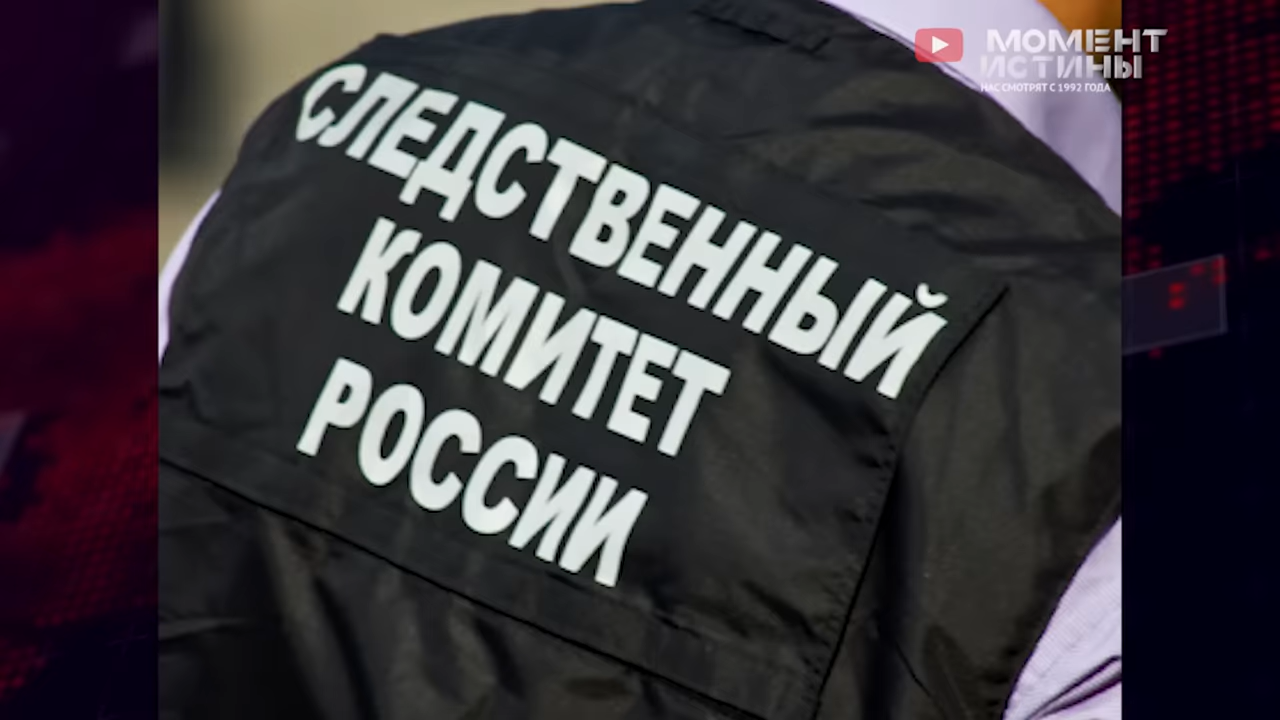 МОМЕНТ
ИСТИНЫ
НАС СМОТРЯТ С 1992 ГОДА
СЛЕДСТВЕННЫЙ
КОМИТЕТ
РОССИИ